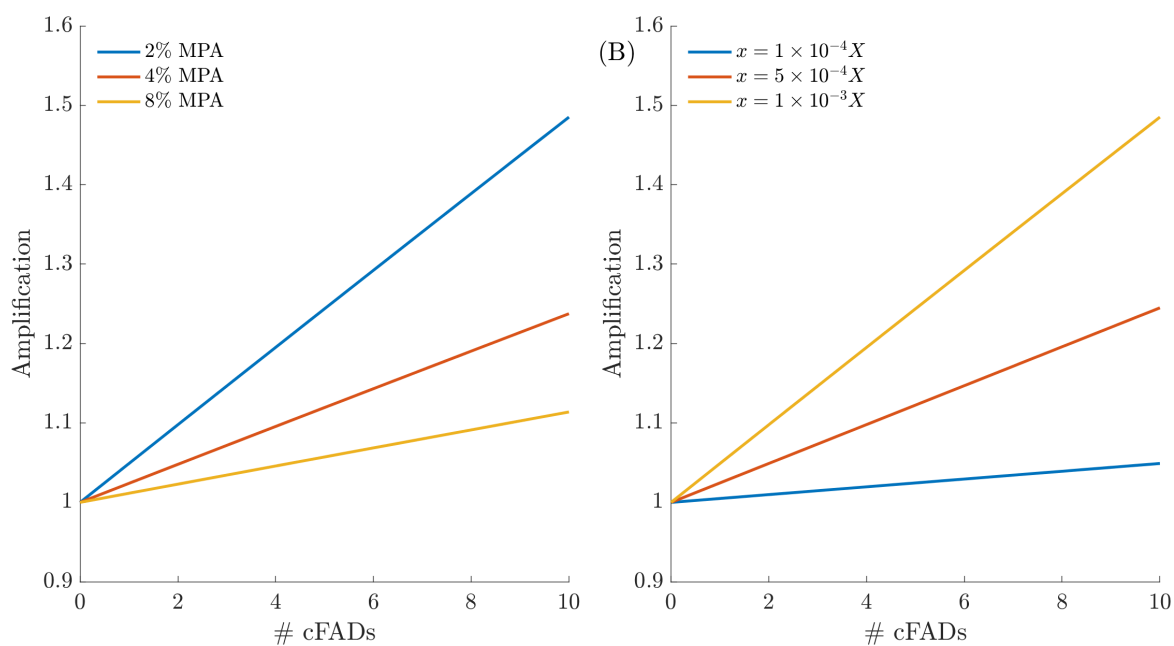 1.6
1.5
1.4
1.3
1.2
1.1
1
0.9
Amplification
2% MPA
4% MPA
8% MPA
0 2 4 6 8 10
# cFADs
(B)
1.6
1.5
1.4
1.3
1.2
1.1
1
0.9
Amplification
x = 1 × 10⁻⁴X
x = 5 × 10⁻⁴X
x = 1 × 10⁻³X
0 2 4 6 8 10
# cFADs